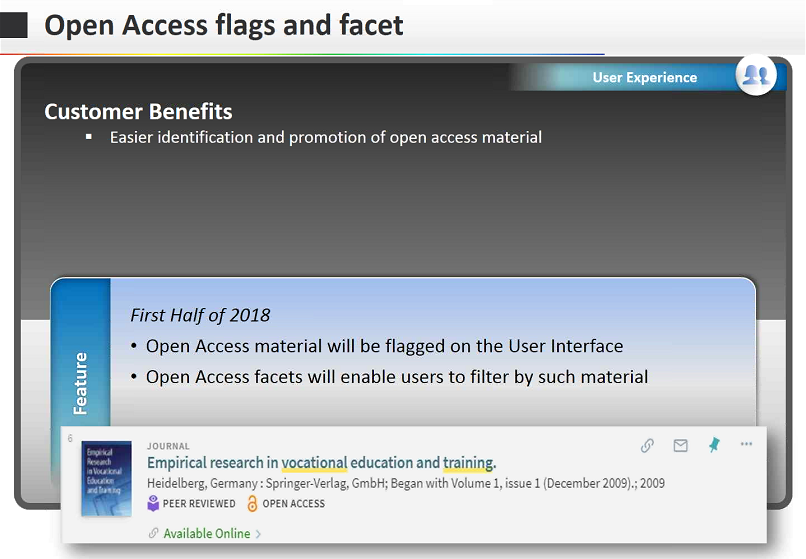 Open Access flags and facet
User Experience
Customer Benefits
▪ Easier identification and promotion of open access material
First Half of 2018
• Open Access material will be flagged on the User Interface
• Open Access facets will enable users to filter by such material
Feature
6
Empirical
Research
in Vocational
Education
and Training
JOURNAL
Empirical research in vocational education and training.
Heidelberg, Germany : Springer-Verlag, GmbH; Began with Volume 1, issue 1 (December 2009).; 2009
PEER REVIEWED OPEN ACCESS
Available Online >